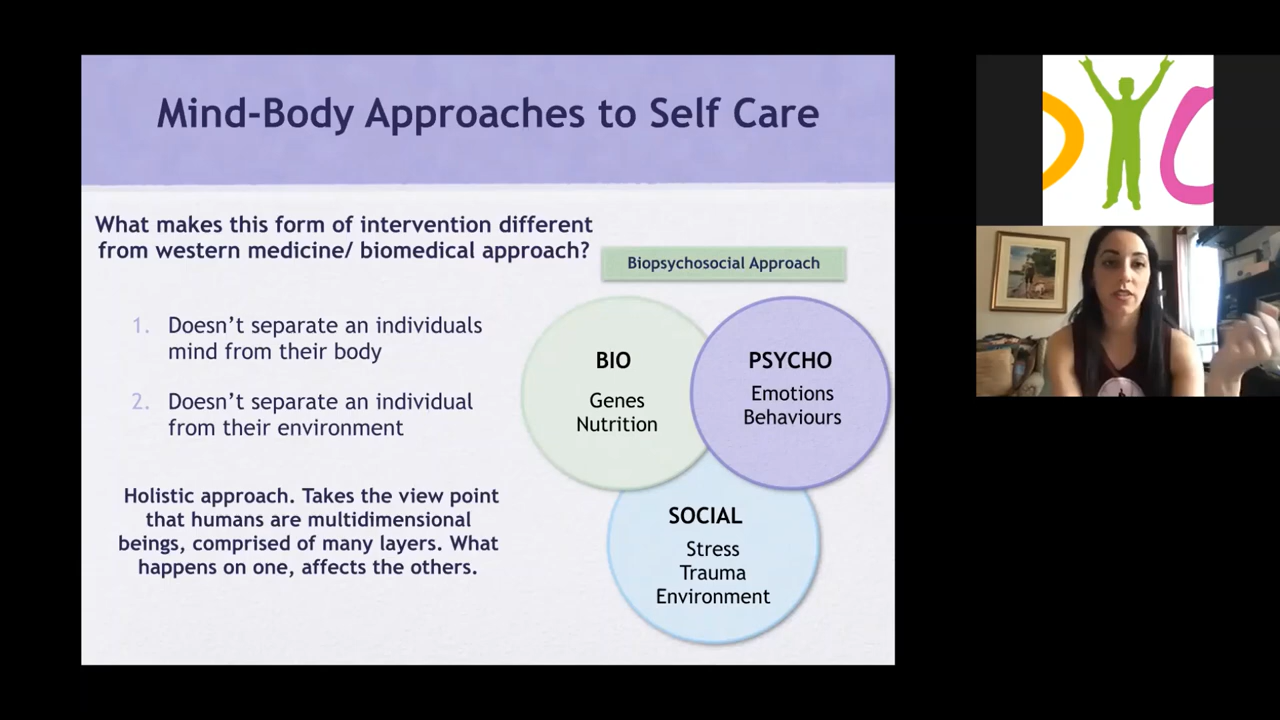 Mind-Body Approaches to Self Care
What makes this form of intervention different
from western medicine/ biomedical approach?
Biopsychosocial Approach
1. Doesn't separate an individuals
mind from their body
2. Doesn't separate an individual
from their environment
Holistic approach. Takes the view point
that humans are multidimensional
beings, comprised of many layers. What
happens on one, affects the others.
BIO
Genes
Nutrition
PSYCHO
Emotions
Behaviours
SOCIAL
Stress
Trauma
Environment